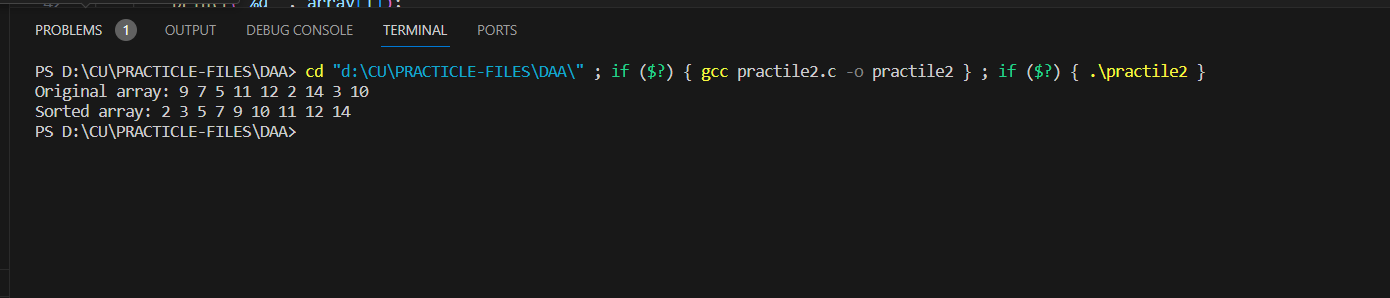 PROBLEMS 1 OUTPUT DEBUG CONSOLE TERMINAL PORTS
PS D:\CU\PRACTICLE-FILES\DAA> cd "d:\CU\PRACTICLE-FILES\DAA\" ; if ($?) { gcc practile2.c -o practile2 } ; if ($?) { .\practile2 }
Original array: 9 7 5 11 12 2 14 3 10
Sorted array: 2 3 5 7 9 10 11 12 14
PS D:\CU\PRACTICLE-FILES\DAA>